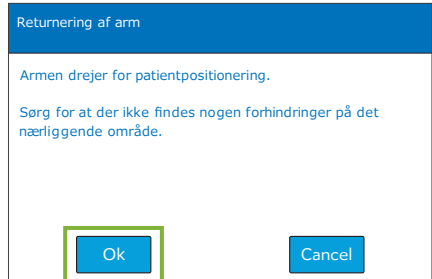 Returnering af arm
Armen drejer for patientpositionering.
Sørg for at der ikke findes nogen forhindringer på det
nærliggende område.
Ok
Cancel